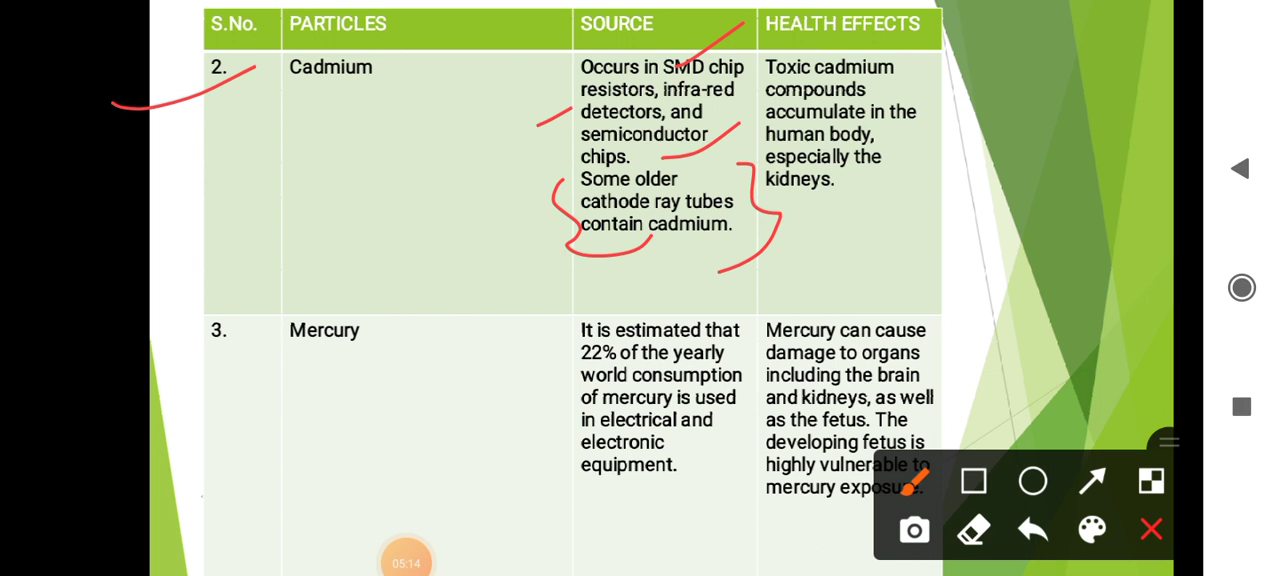 S.No. PARTICLES SOURCE HEALTH EFFECTS
2. Cadmium
Occurs in SMD chip
resistors, infra-red
detectors, and
semiconductor
chips.
Some older
cathode ray tubes
contain cadmium.
Toxic cadmium
compounds
accumulate in the
human body,
especially the
kidneys.
3. Mercury
It is estimated that
22% of the yearly
world consumption
of mercury is used
in electrical and
electronic
equipment.
Mercury can cause
damage to organs
including the brain
and kidneys, as well
as the fetus. The
developing fetus is
highly vulnerable to
mercury exposure.
05:14